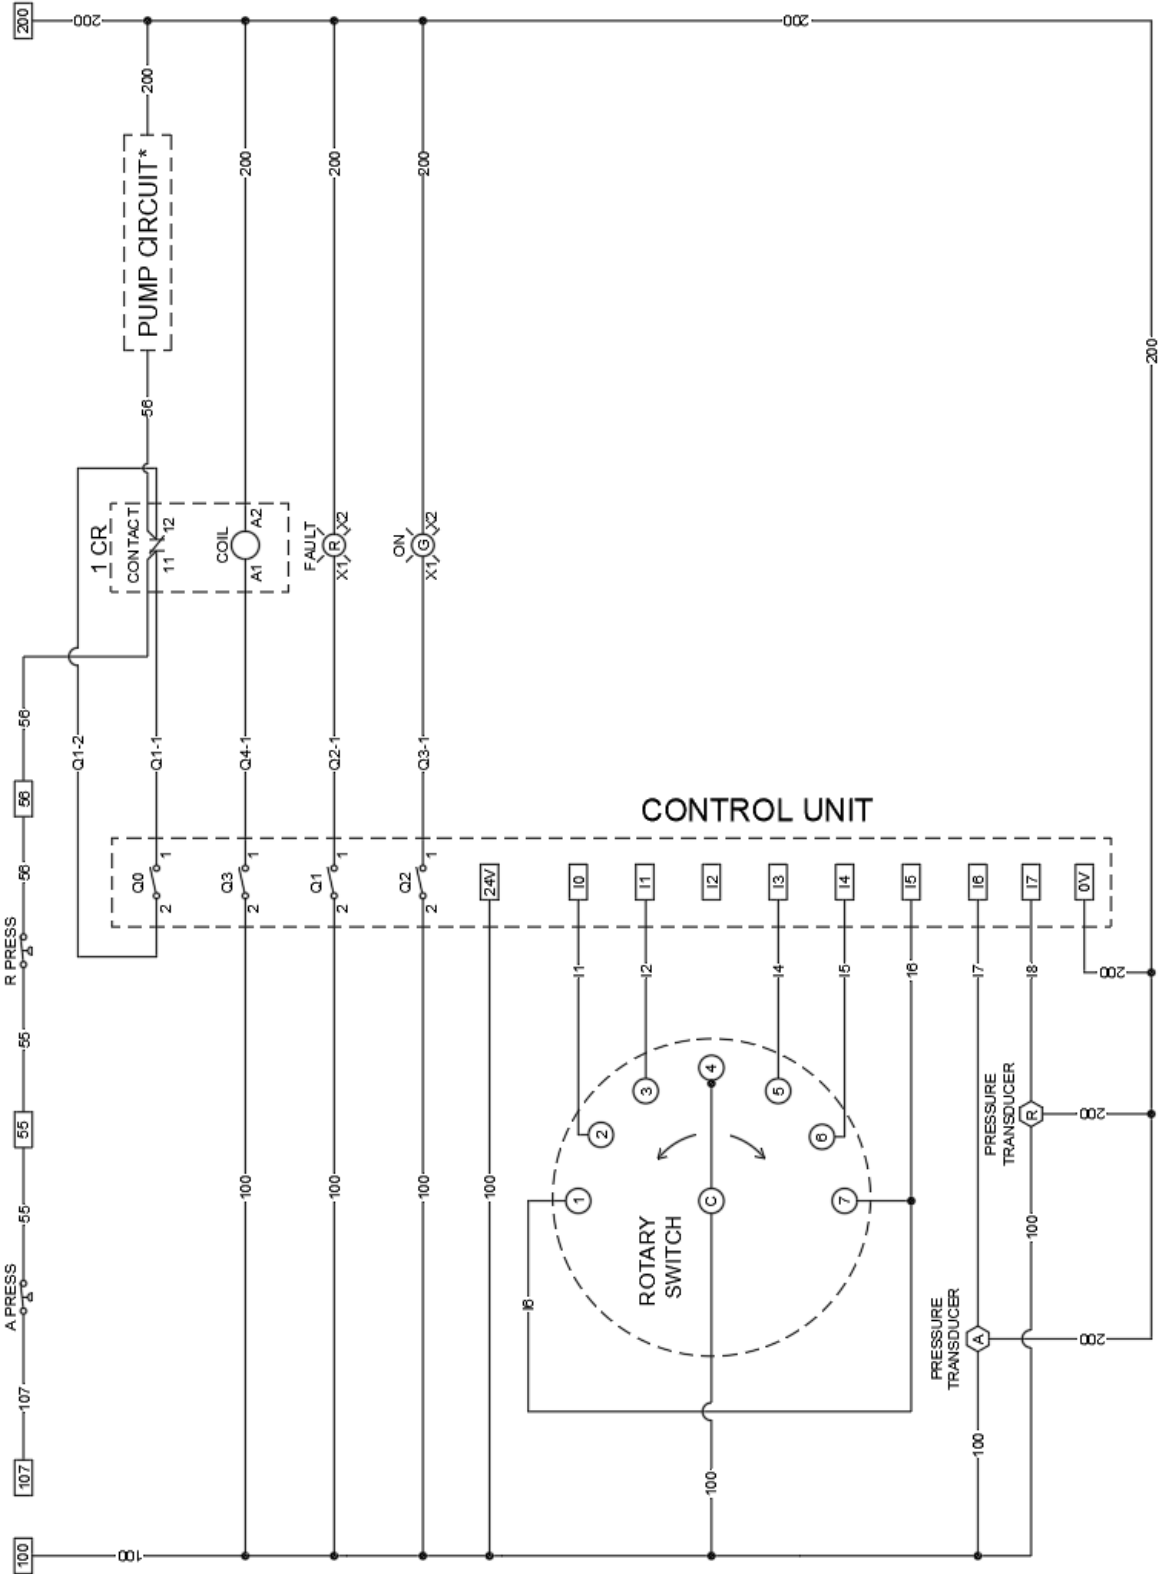 100
107
107
A PRESS
55
55
55
R PRESS
56
56
56
200
100
200
Q1-2
1 CR
CONTACT
11
12
Q0
2
1
Q1-1
56
PUMP CIRCUIT*
200
COIL
100
Q3
2
1
Q4-1
A1
A2
200
FAULT
100
Q1
2
1
Q2-1
X1
R
X2
200
ON
100
Q2
2
1
Q3-1
X1
G
X2
200
100
24V
CONTROL UNIT
I6
1
2
I1
I0
3
I2
I1
ROTARY
SWITCH
100
C
4
I2
5
I4
I3
6
I5
I4
7
I6
I5
PRESSURE
TRANSDUCER
100
A
I7
I6
PRESSURE
TRANSDUCER
100
R
I8
I7
0V
200
200
200
200
200